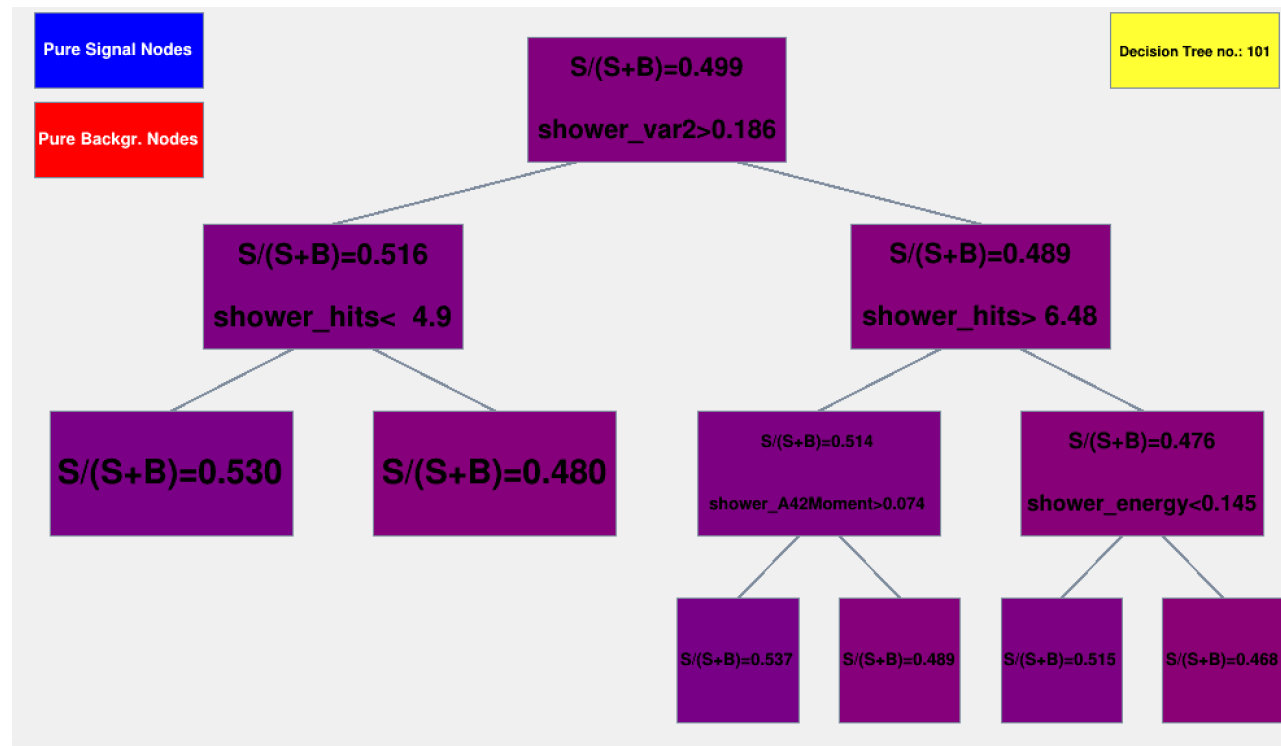 Pure Signal Nodes
Pure Backgr. Nodes
Decision Tree no.: 101
S/(S+B)=0.499
shower_var2>0.186
S/(S+B)=0.516
shower_hits<  4.9
S/(S+B)=0.489
shower_hits> 6.48
S/(S+B)=0.530
S/(S+B)=0.480
S/(S+B)=0.514
shower_A42Moment>0.074
S/(S+B)=0.476
shower_energy<0.145
S/(S+B)=0.537
S/(S+B)=0.489
S/(S+B)=0.515
S/(S+B)=0.468